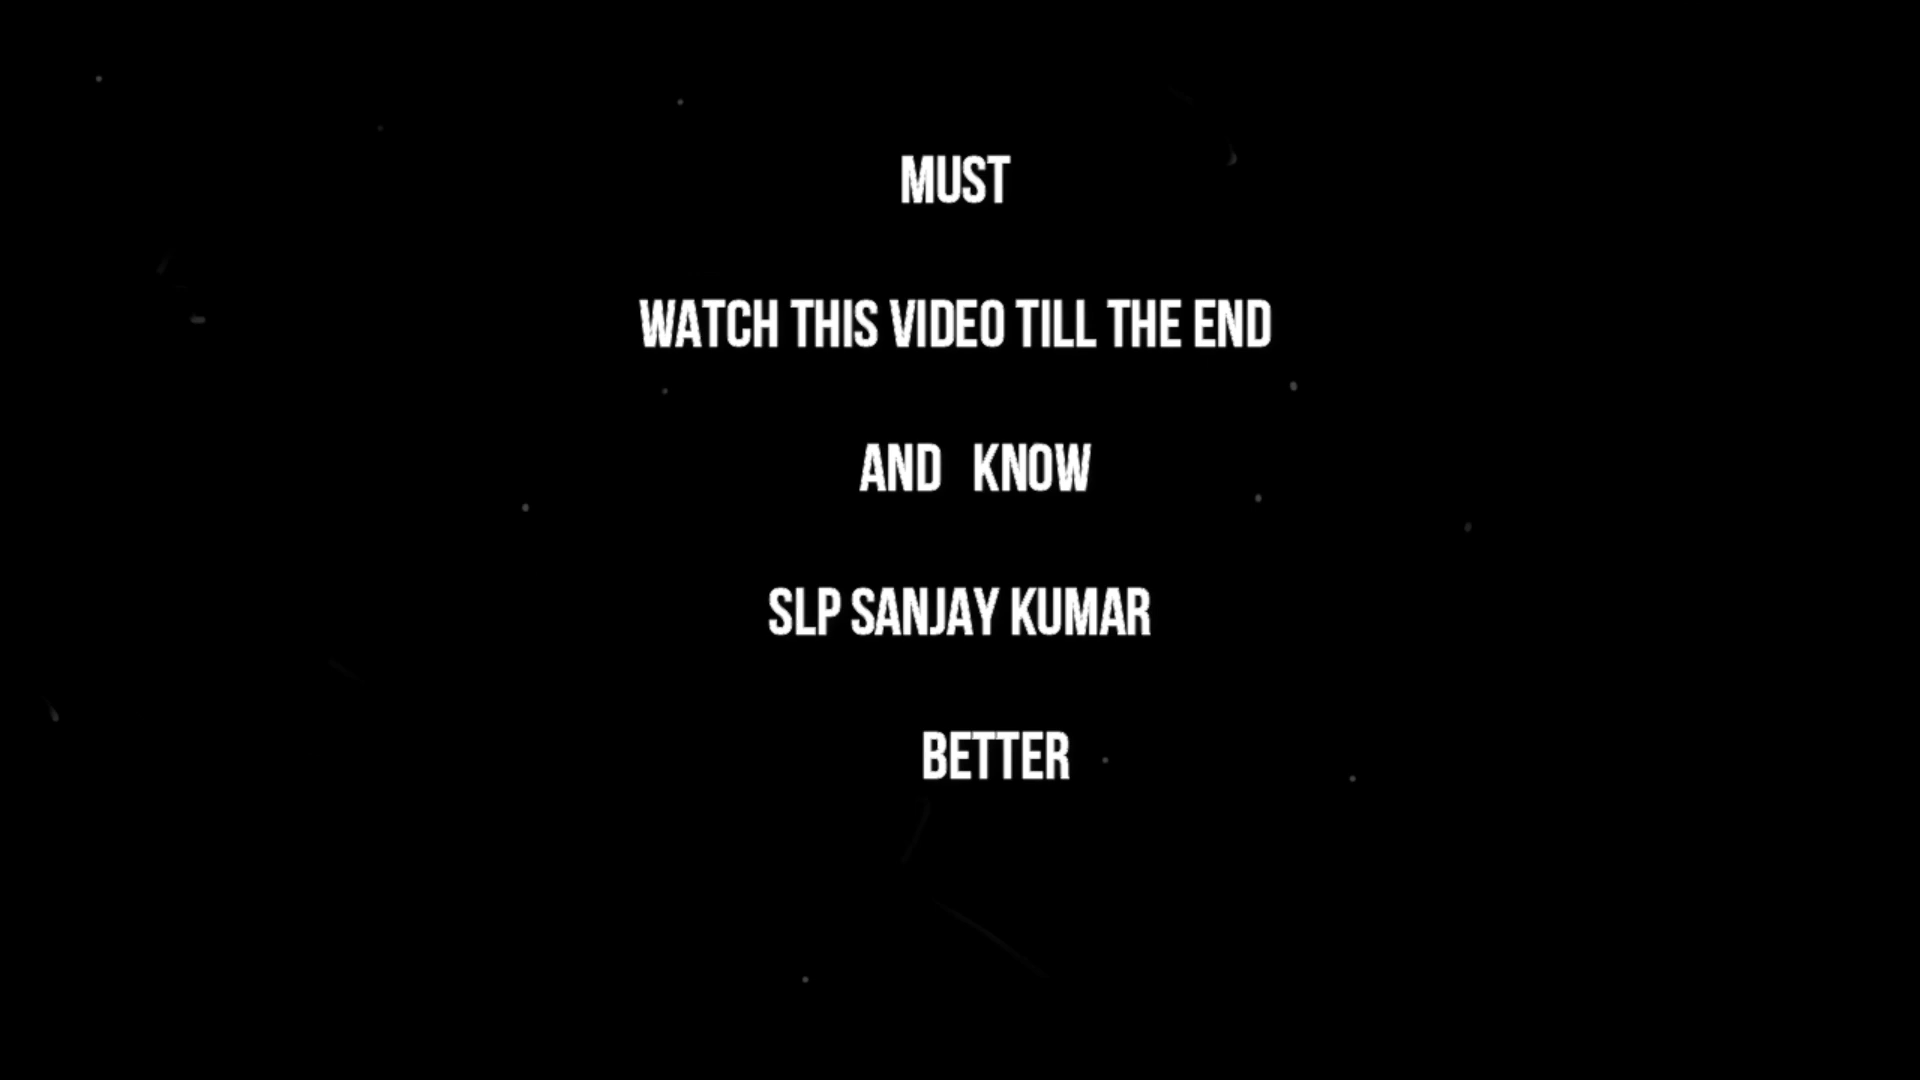 MUST
WATCH THIS VIDEO TILL THE END
AND KNOW
SLP SANJAY KUMAR
BETTER